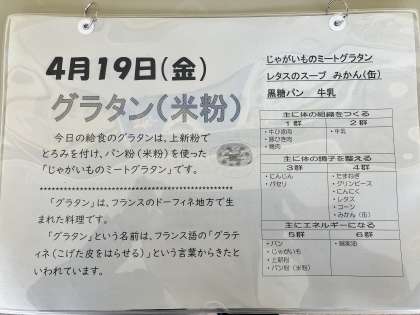 4月19日(金)
グラタン(米粉)
今日の給食のグラタンは、上新粉で
とろみを付け、パン粉(米粉)を使った
「じゃがいものミートグラタン」です。
「グラタン」は、フランスのドーフィネ地方で生
まれた料理です。
「グラタン」という名前は、フランス語の「グラテ
ィネ(こげた皮をはらせる)」という言葉からきたと
いわれています。
じゃがいものミートグラタン
レタスのスープ みかん(缶)
黒糖パン 牛乳
主に体の組織をつくる
1群 2群
・牛ひき肉 ・牛乳
・豚ひき肉
・鶏肉
主に体の調子を整える
3群 4群
・にんじん ・たまねぎ
・パセリ ・グリンピース
・にんにく
・レタス
・コーン
・みかん(缶)
主にエネルギーになる
5群 6群
・パン
・じゃがいも
・上新粉
・パン粉(米粉)